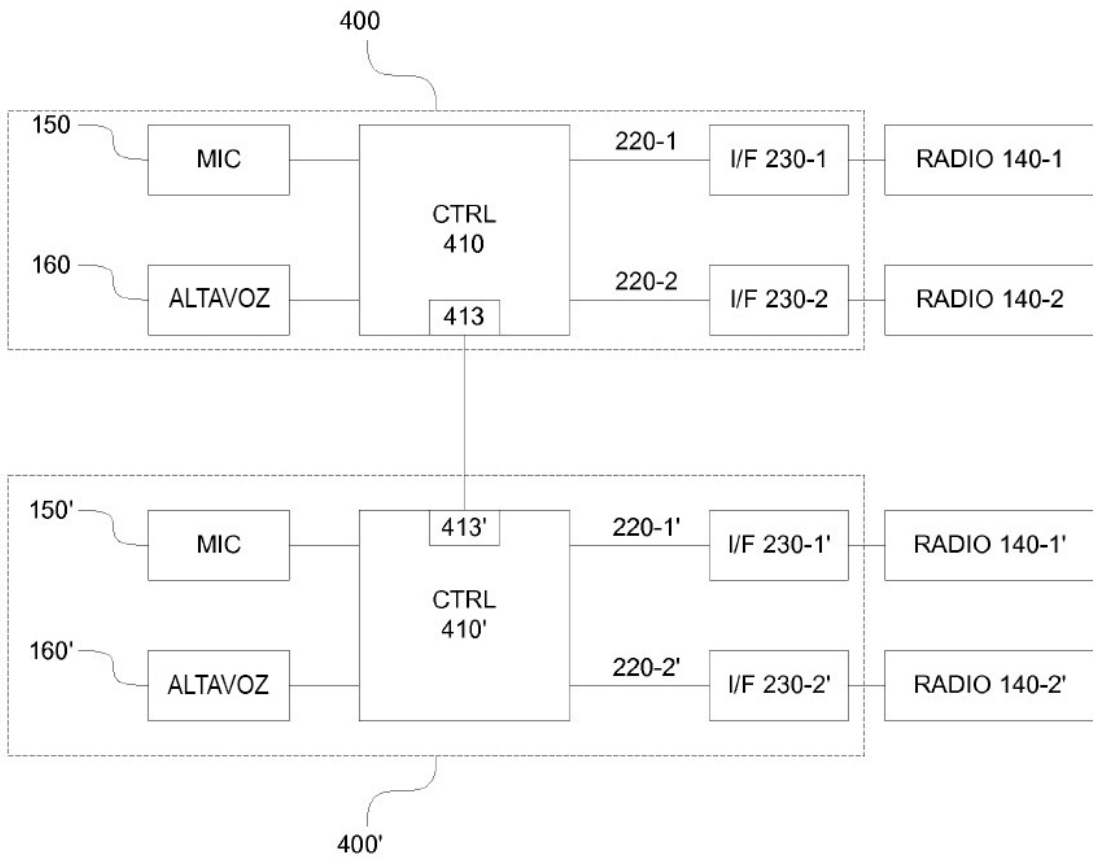 400
150
MIC
220-1
I/F 230-1
RADIO 140-1
CTRL
410
160
ALTAVOZ
220-2
I/F 230-2
RADIO 140-2
413
150'
MIC
413'
220-1'
I/F 230-1'
RADIO 140-1'
CTRL
410'
160'
ALTAVOZ
220-2'
I/F 230-2'
RADIO 140-2'
400'